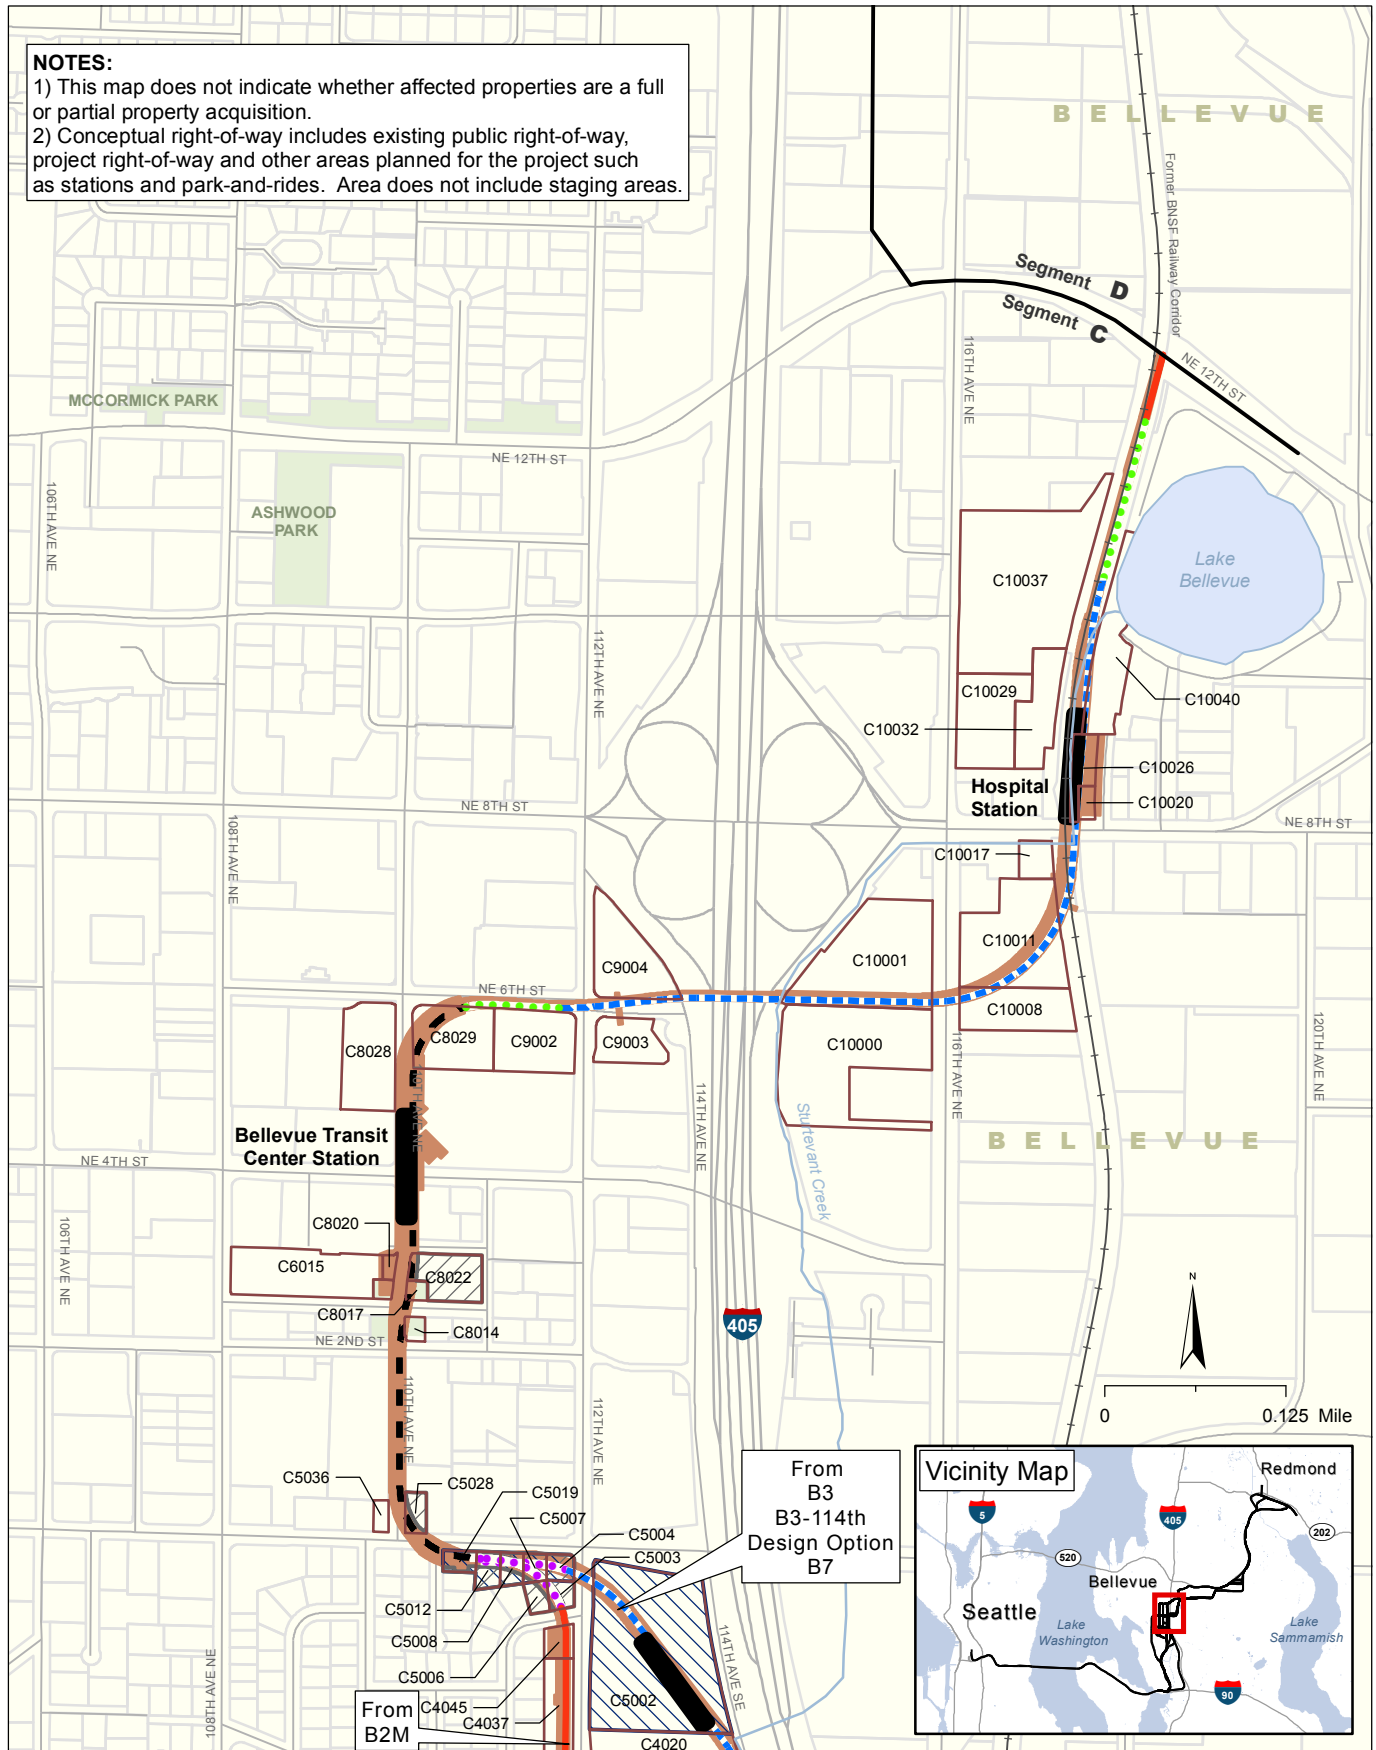 NOTES:
1) This map does not indicate whether affected properties are a full
or partial property acquisition.
2) Conceptual right-of-way includes existing public right-of-way,
project right-of-way and other areas planned for the project such
as stations and park-and-rides.  Area does not include staging areas.
BELLEVUE
Former BNSF Railway Corridor
Segment D
Segment C
116TH AVE NE
NE 12TH ST
MCCORMICK PARK
NE 12TH ST
106TH AVE NE
ASHWOOD
PARK
Lake
Bellevue
C10037
112TH AVE NE
C10029
C10040
C10032
C10026
Hospital
Station
C10020
NE 8TH ST
NE 8TH ST
108TH AVE NE
C10017
C10011
C10001
C9004
NE 6TH ST
C10008
C8028
C8029
C9002
C9003
C10000
110TH AVE NE
114TH AVE NE
116TH AVE NE
120TH AVE NE
Sturtevant Creek
Bellevue Transit
Center Station
BELLEVUE
NE 4TH ST
106TH AVE NE
C8020
C6015
C8022
C8017
C8014
NE 2ND ST
405
N
0
0.125 Mile
110TH AVE NE
112TH AVE NE
C5036
C5028
C5019
C5007
C5004
C5003
From
B3
B3-114th
Design Option
B7
C5012
C5008
C5006
C4045
C4037
C5002
C4020
114TH AVE SE
108TH AVE NE
From
B2M
Vicinity Map
Redmond
5
405
202
520
Bellevue
Seattle
Lake
Washington
Lake
Sammamish
90